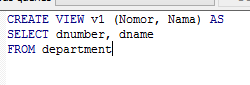 CREATE VIEW v1 (Nomor, Nama) AS
SELECT dnumber, dname
FROM department